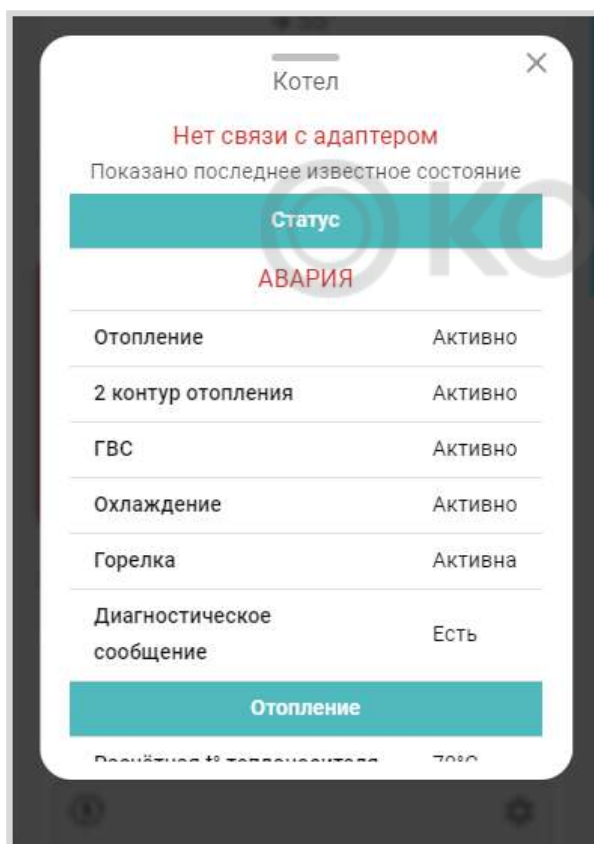 Котел
Нет связи с адаптером
Показано последнее известное состояние
Статус
КО
АВАРИЯ
Отопление Активно
2 контур отопления Активно
ГВС Активно
Охлаждение Активно
Горелка Активна
Диагностическое
сообщение
Есть
Отопление